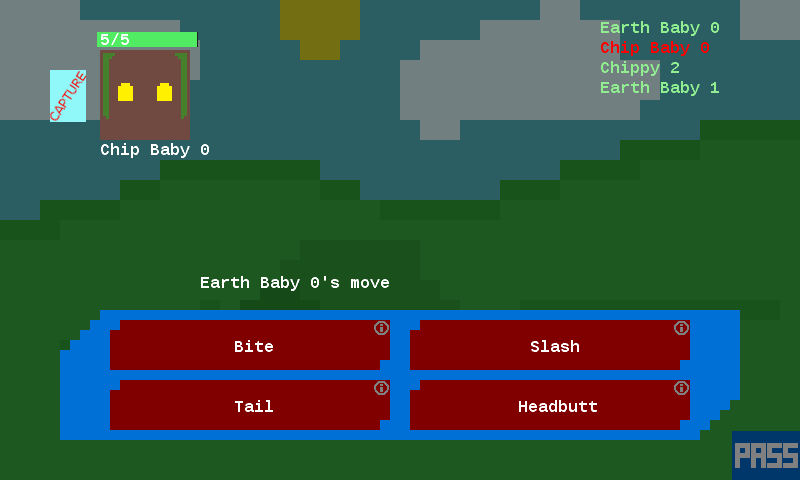 5/5
CAPTURE
Chip Baby 0
Earth Baby 0
Chip Baby 0
Chippy 2
Earth Baby 1
Earth Baby 0's move
Bite
Slash
Tail
Headbutt
PASS